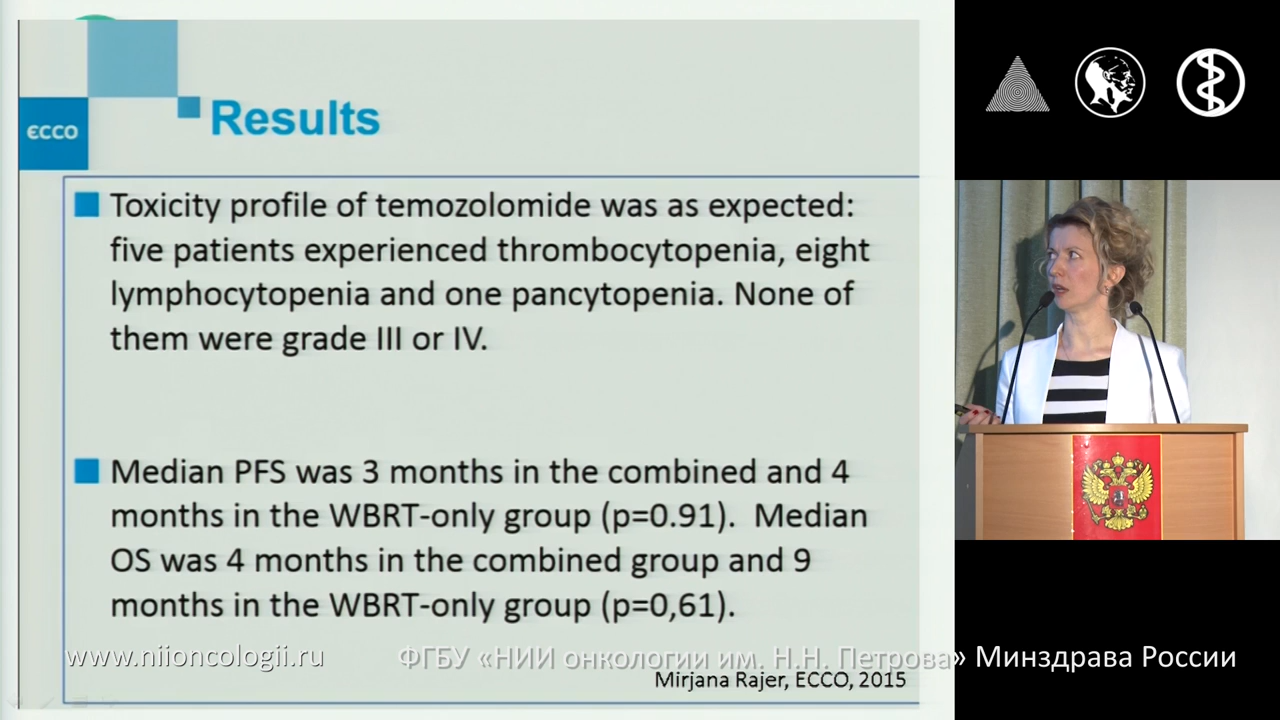 ECCO
Results
Toxicity profile of temozolomide was as expected:
five patients experienced thrombocytopenia, eight
lymphocytopenia and one pancytopenia. None of
them were grade III or IV.
Median PFS was 3 months in the combined and 4
months in the WBRT-only group (p=0.91). Median
OS was 4 months in the combined group and 9
months in the WBRT-only group (p=0,61).
www.niioncologii.ru ФГБУ «НИИ онкологии им. Н.Н. Петрова» Минздрава России
Mirjana Rajer, ECCO, 2015